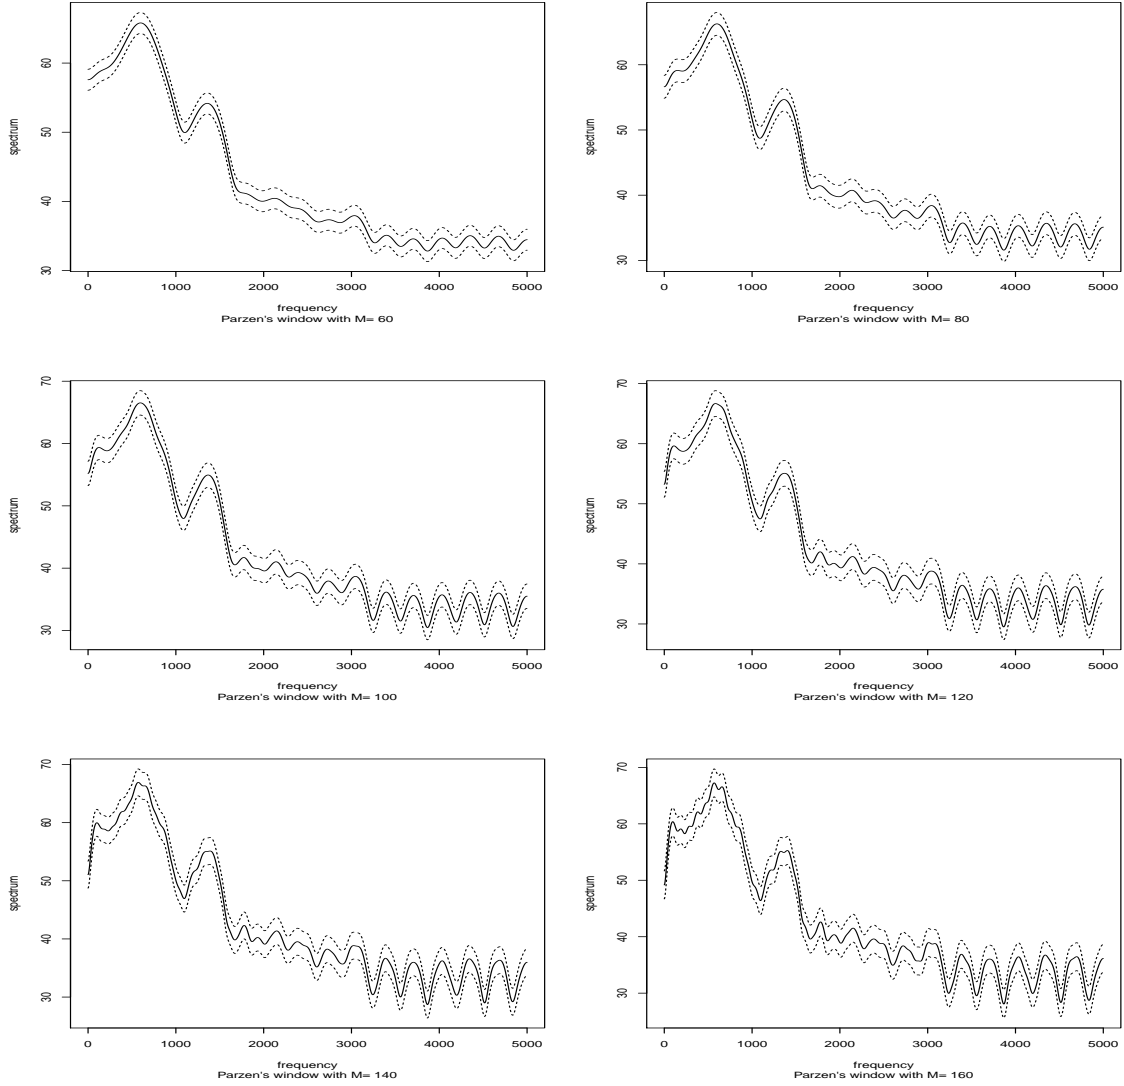 60
50
40
30
spectrum
0 1000 2000 3000 4000 5000
frequency
Parzen's window with M= 60
60
50
40
30
spectrum
0 1000 2000 3000 4000 5000
frequency
Parzen's window with M= 80
70
60
50
40
30
spectrum
0 1000 2000 3000 4000 5000
frequency
Parzen's window with M= 100
70
60
50
40
30
spectrum
0 1000 2000 3000 4000 5000
frequency
Parzen's window with M= 120
70
60
50
40
30
spectrum
0 1000 2000 3000 4000 5000
frequency
Parzen's window with M= 140
70
60
50
40
30
spectrum
0 1000 2000 3000 4000 5000
frequency
Parzen's window with M= 160